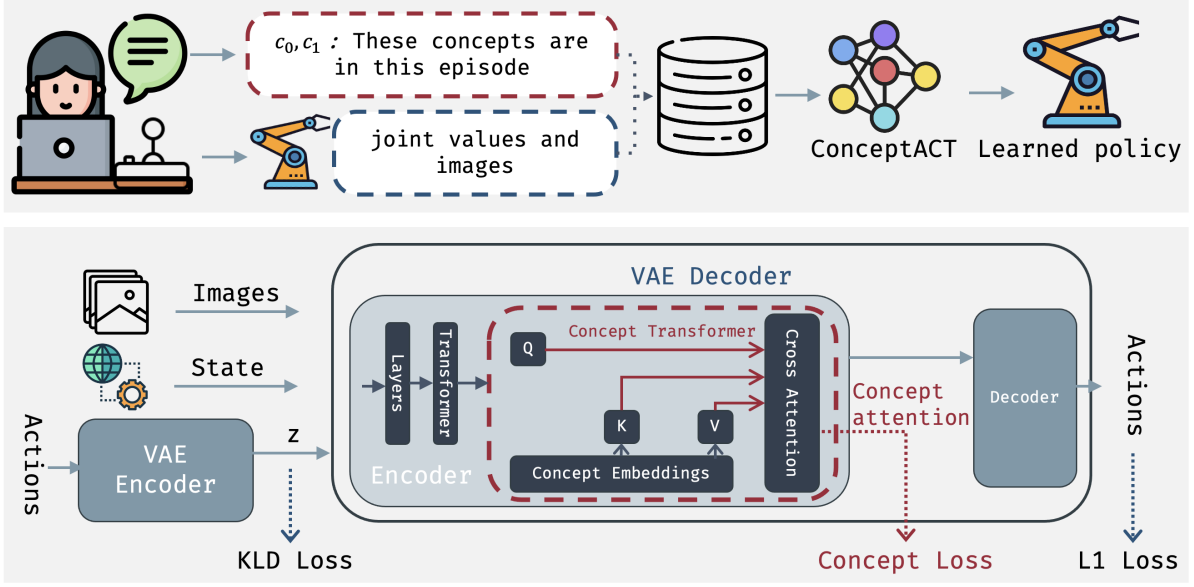 c₀, c₁ : These concepts are
in this episode
joint values and
images
ConceptACT
Learned policy
VAE Decoder
Images
State
Actions
VAE
Encoder
z
KLD Loss
Layers
Transformer
Encoder
Concept Transformer
Q
K
V
Concept Embeddings
Cross Attention
Concept
attention
Concept Loss
Decoder
Actions
L1 Loss